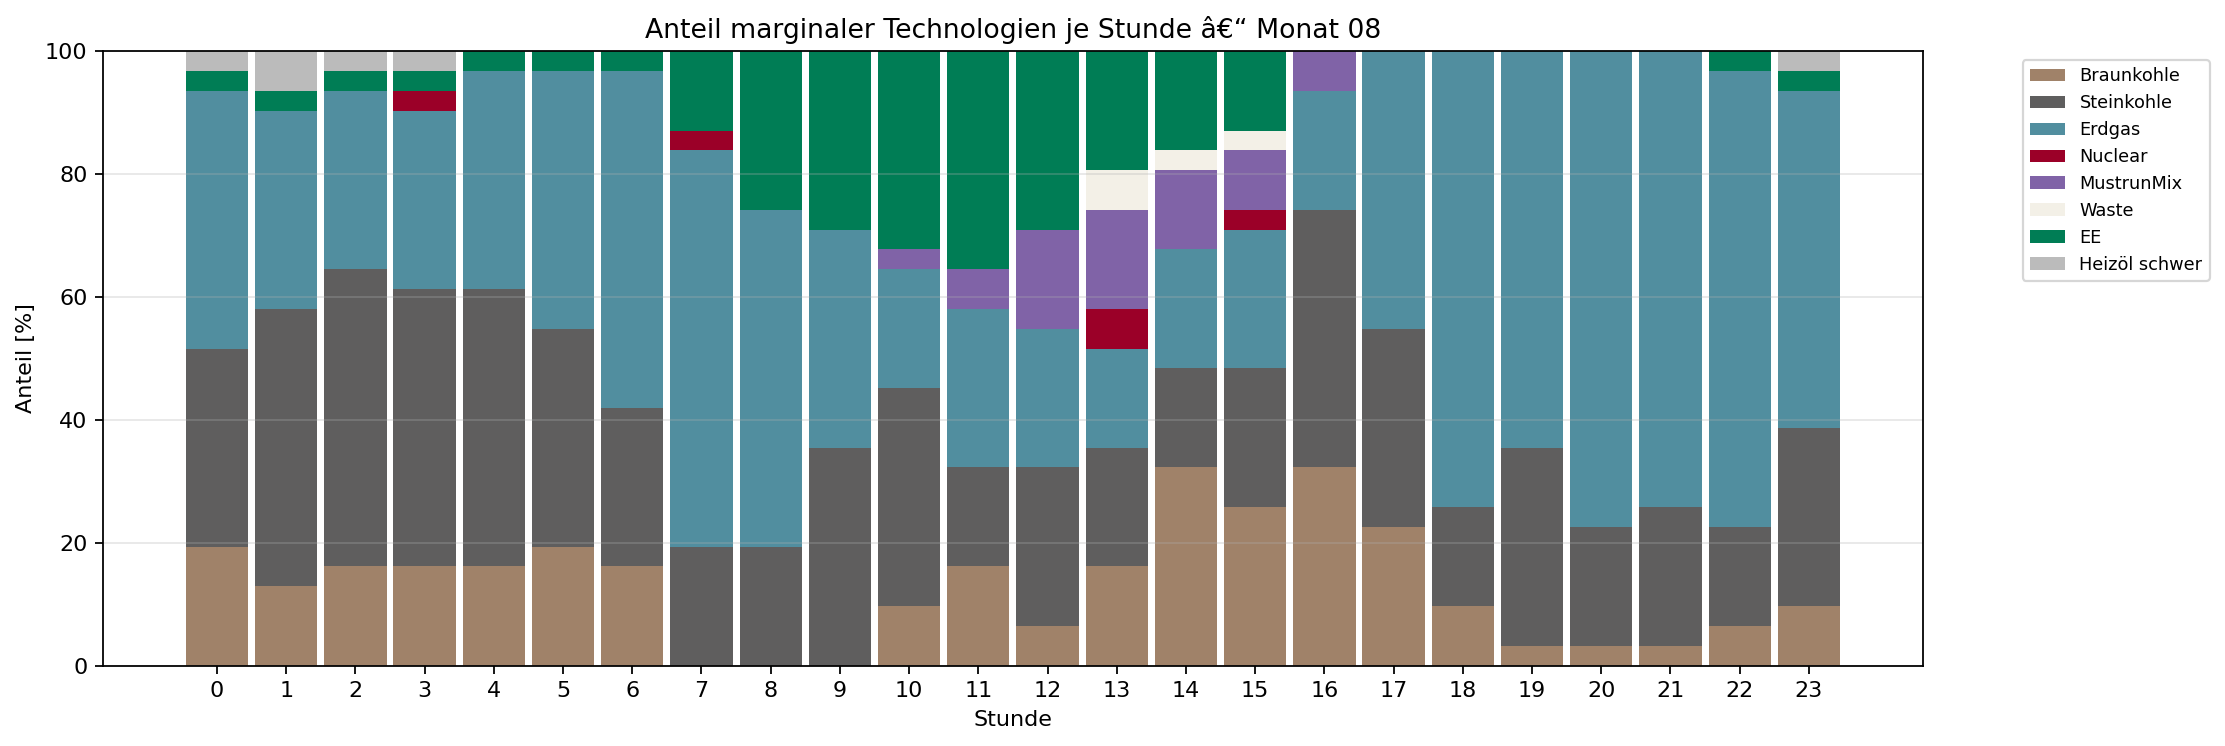 Anteil marginaler Technologien je Stunde â€“ Monat 08
Anteil [%]
100
80
60
40
20
0
0 1 2 3 4 5 6 7 8 9 10 11 12 13 14 15 16 17 18 19 20 21 22 23
Stunde
Braunkohle
Steinkohle
Erdgas
Nuclear
MustrunMix
Waste
EE
Heizöl schwer